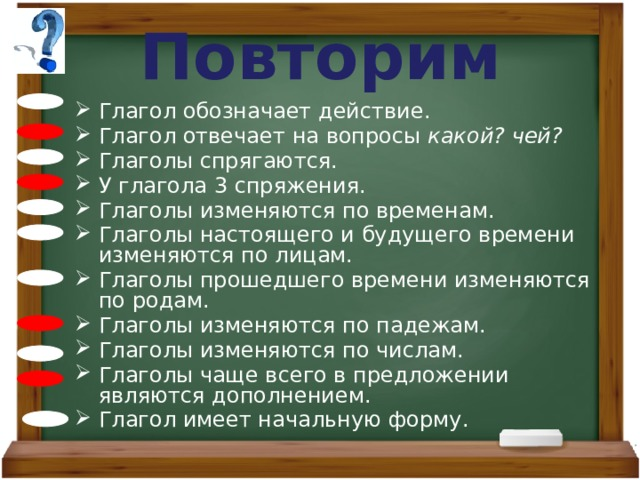 Повторим
Глагол обозначает действие.
Глагол отвечает на вопросы какой? чей?
Глаголы спрягаются.
У глагола 3 спряжения.
Глаголы изменяются по временам.
Глаголы настоящего и будущего времени
изменяются по лицам.
Глаголы прошедшего времени изменяются
по родам.
Глаголы изменяются по падежам.
Глаголы изменяются по числам.
Глаголы чаще всего в предложении
являются дополнением.
Глагол имеет начальную форму.